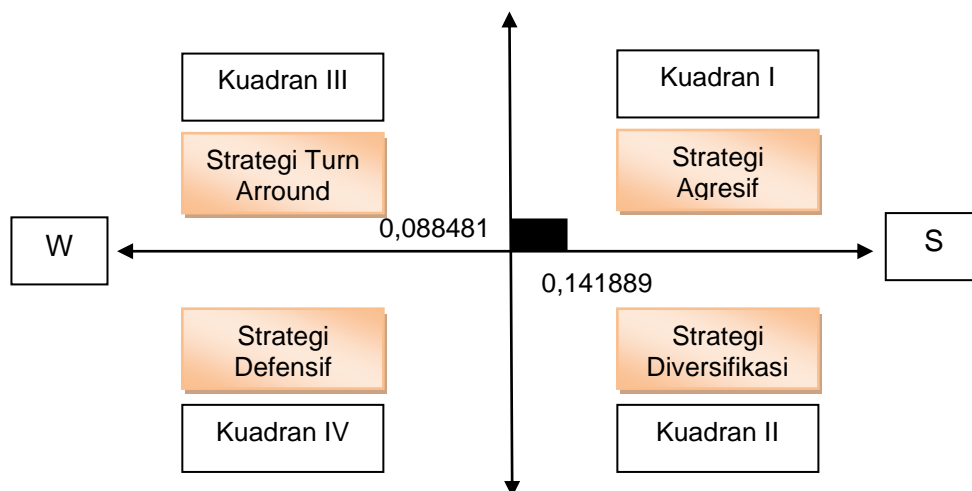 Kuadran III
Kuadran I
Strategi Turn
Arround
Strategi
Agresif
0,088481
W
S
0,141889
Strategi
Defensif
Strategi
Diversifikasi
Kuadran IV
Kuadran II